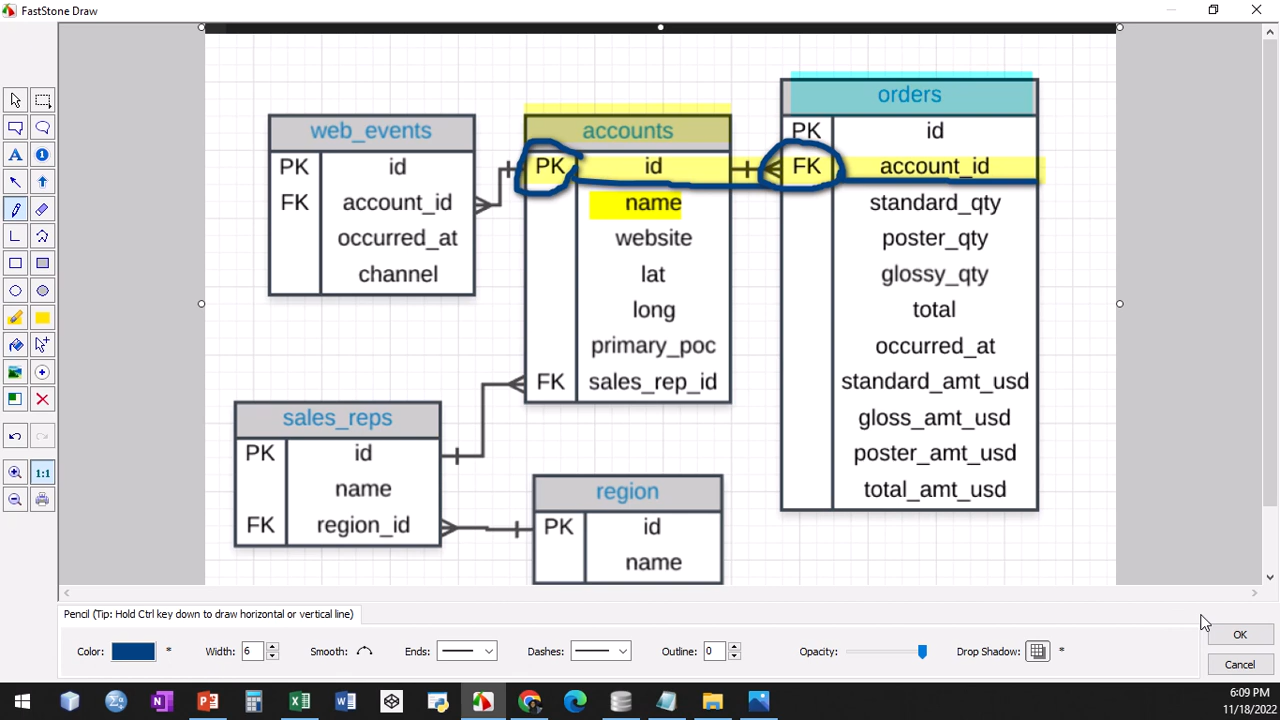 FastStone Draw
web_events
PK id
FK account_id
occurred_at
channel
accounts
PK id
name
website
lat
long
primary_poc
FK sales_rep_id
orders
PK id
FK account_id
standard_qty
poster_qty
glossy_qty
total
occurred_at
standard_amt_usd
gloss_amt_usd
poster_amt_usd
total_amt_usd
sales_reps
PK id
name
FK region_id
region
PK id
name
A
1
1:1
Pencil (Tip: Hold Ctrl key down to draw horizontal or vertical line)
Color: * Width: 6 Smooth: Ends: Dashes: Outline: 0 Opacity: Drop Shadow: *
OK
Cancel
6:09 PM
11/18/2022